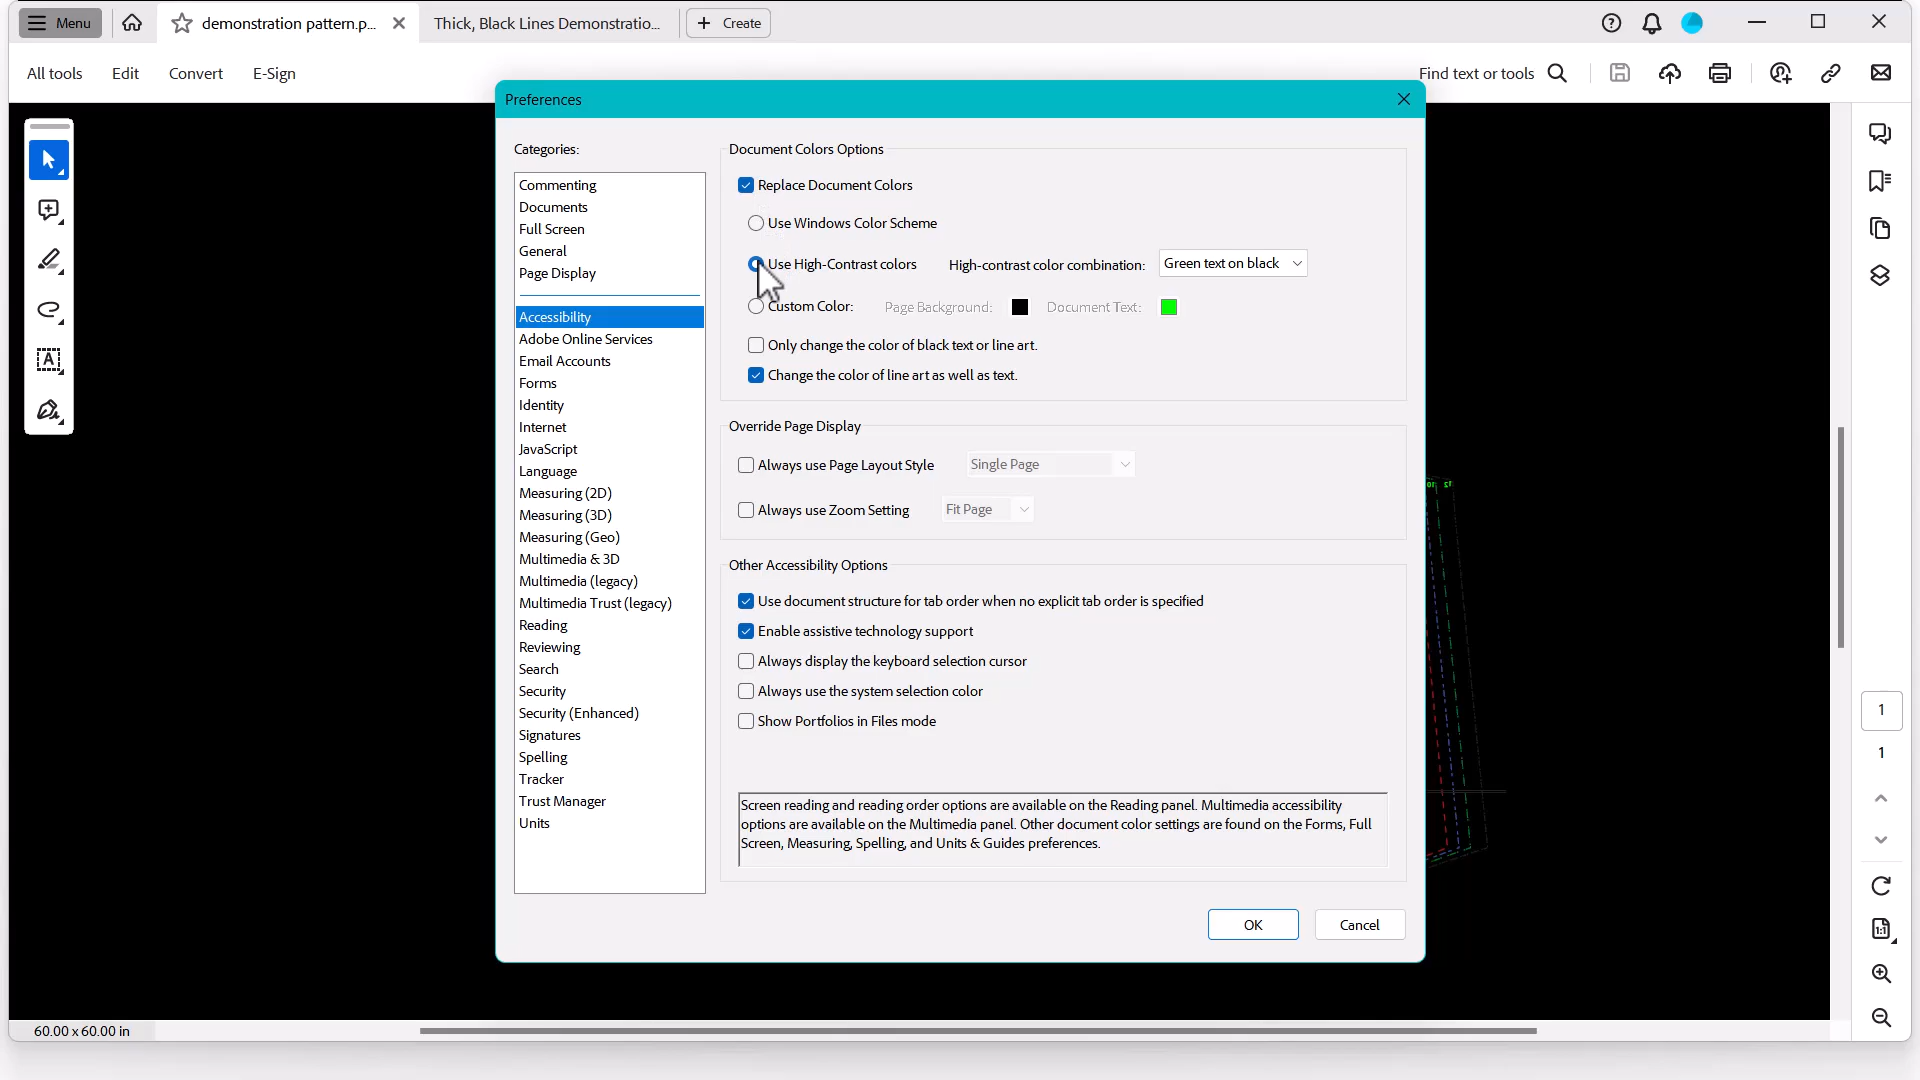 Menu
demonstration pattern.p...
Thick, Black Lines Demonstratio...
Create
All tools
Edit
Convert
E-Sign
Find text or tools
Preferences
Categories:
Commenting
Documents
Full Screen
General
Page Display
Accessibility
Adobe Online Services
Email Accounts
Forms
Identity
Internet
JavaScript
Language
Measuring (2D)
Measuring (3D)
Measuring (Geo)
Multimedia & 3D
Multimedia (legacy)
Multimedia Trust (legacy)
Reading
Reviewing
Search
Security
Security (Enhanced)
Signatures
Spelling
Tracker
Trust Manager
Units
Document Colors Options
Replace Document Colors
Use Windows Color Scheme
Use High-Contrast colors
High-contrast color combination:
Green text on black
Custom Color:
Page Background:
Document Text:
Only change the color of black text or line art.
Change the color of line art as well as text.
Override Page Display
Always use Page Layout Style
Single Page
Always use Zoom Setting
Fit Page
Other Accessibility Options
Use document structure for tab order when no explicit tab order is specified
Enable assistive technology support
Always display the keyboard selection cursor
Always use the system selection color
Show Portfolios in Files mode
Screen reading and reading order options are available on the Reading panel. Multimedia accessibility
options are available on the Multimedia panel. Other document color settings are found on the Forms, Full
Screen, Measuring, Spelling, and Units & Guides preferences.
OK
Cancel
10 12
1
1
1:1
60.00 x 60.00 in